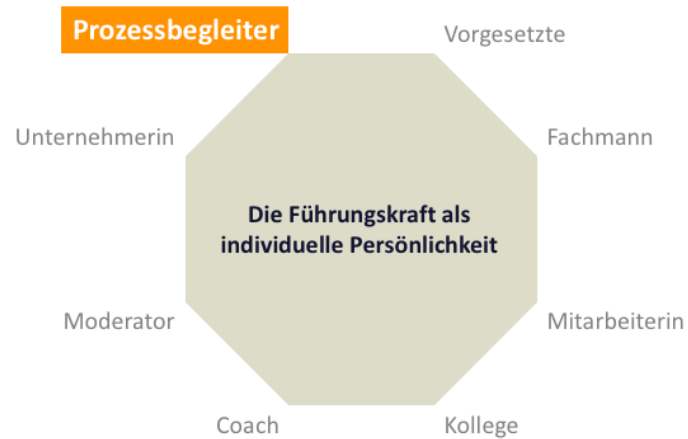 Prozessbegleiter
Vorgesetzte
Unternehmerin
Fachmann
Die Führungskraft als
individuelle Persönlichkeit
Moderator
Mitarbeiterin
Coach
Kollege